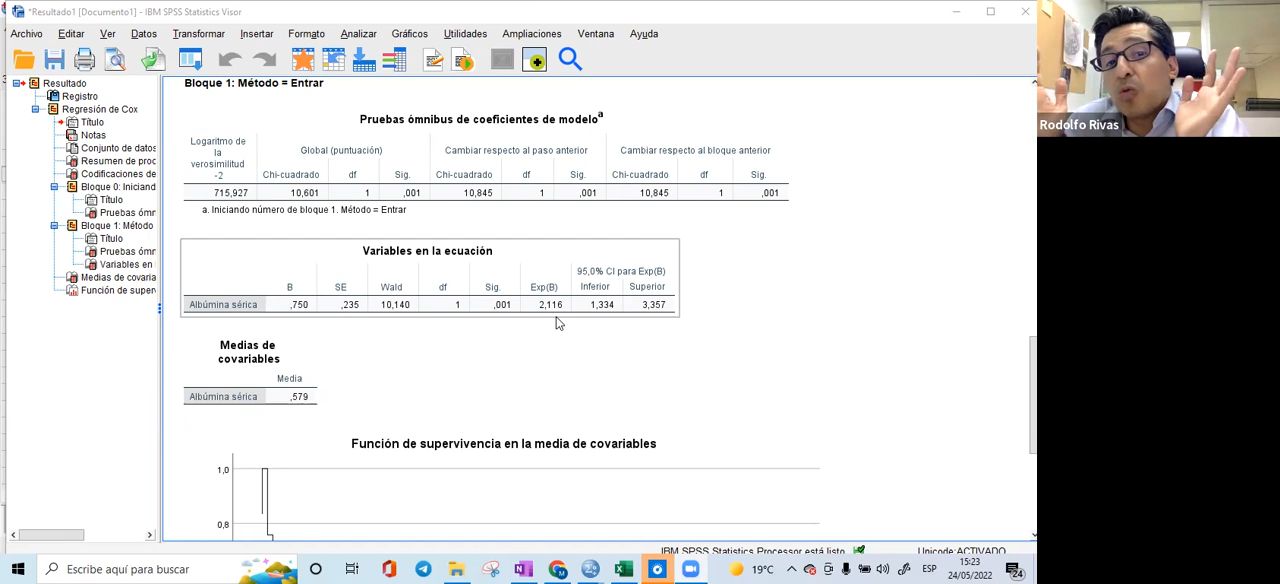 *Resultado1 [Documento1] - IBM SPSS Statistics Visor
Archivo Editar Ver Datos Transformar Insertar Formato Analizar Gráficos Utilidades Ampliaciones Ventana Ayuda
Resultado
Registro
Regresión de Cox
Título
Notas
Conjunto de datos
Resumen de proc
Codificaciones de
Bloque 0: Iniciand
Título
Pruebas ómn
Bloque 1: Método
Título
Pruebas ómn
Variables en
Medias de covaria
Función de super
Bloque 1: Método = Entrar
Pruebas ómnibus de coeficientes de modeloa
Logaritmo de la verosimilitud -2 Global (puntuación) Cambiar respecto al paso anterior Cambiar respecto al bloque anterior
Chi-cuadrado df Sig. Chi-cuadrado df Sig. Chi-cuadrado df Sig.
715,927 10,601 1 ,001 10,845 1 ,001 10,845 1 ,001
a. Iniciando número de bloque 1. Método = Entrar
Variables en la ecuación
95,0% CI para Exp(B)
B SE Wald df Sig. Exp(B) Inferior Superior
Albúmina sérica ,750 ,235 10,140 1 ,001 2,116 1,334 3,357
Medias de
covariables
Media
Albúmina sérica ,579
Función de supervivencia en la media de covariables
1,0
0,8
IBM SPSS Statistics Processor está listo Unicode:ACTIVADO
Rodolfo Rivas
Escribe aquí para buscar
19°C
ESP
15:23
24/05/2022
24